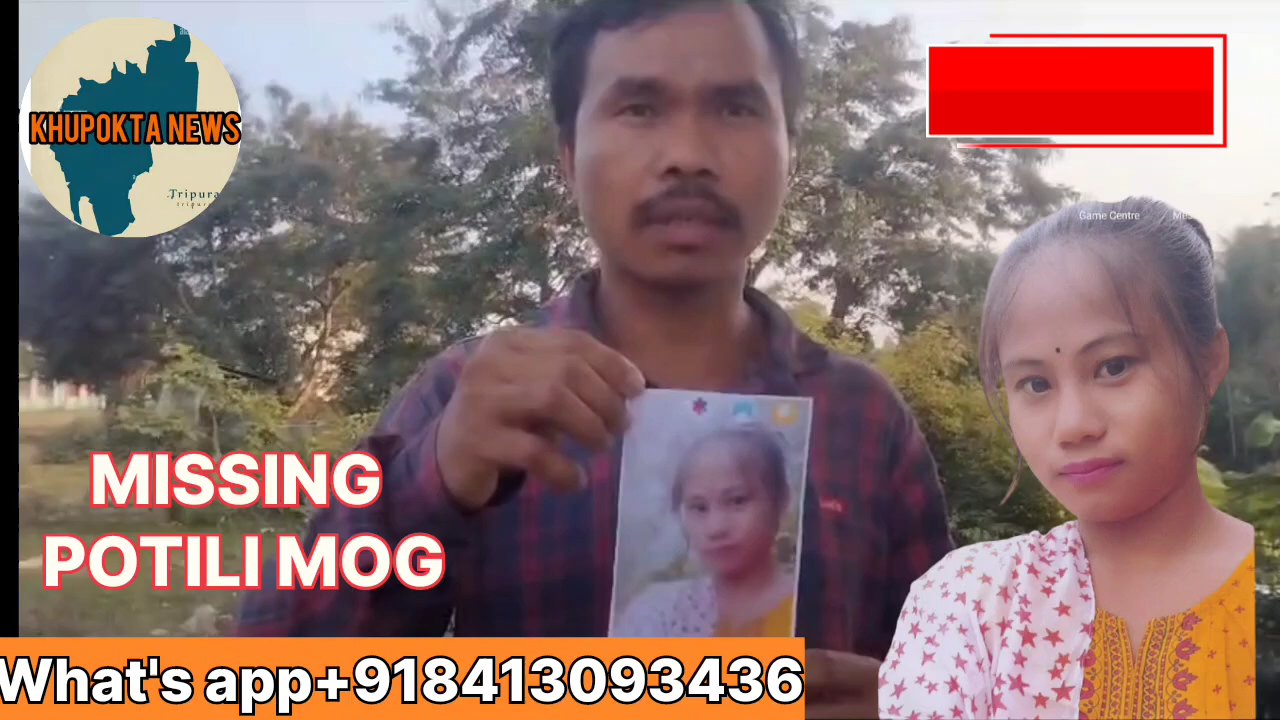 KHUPOKTA NEWS
Tripura
Game Centre
MISSING
POTILI MOG
What's app+918413093436